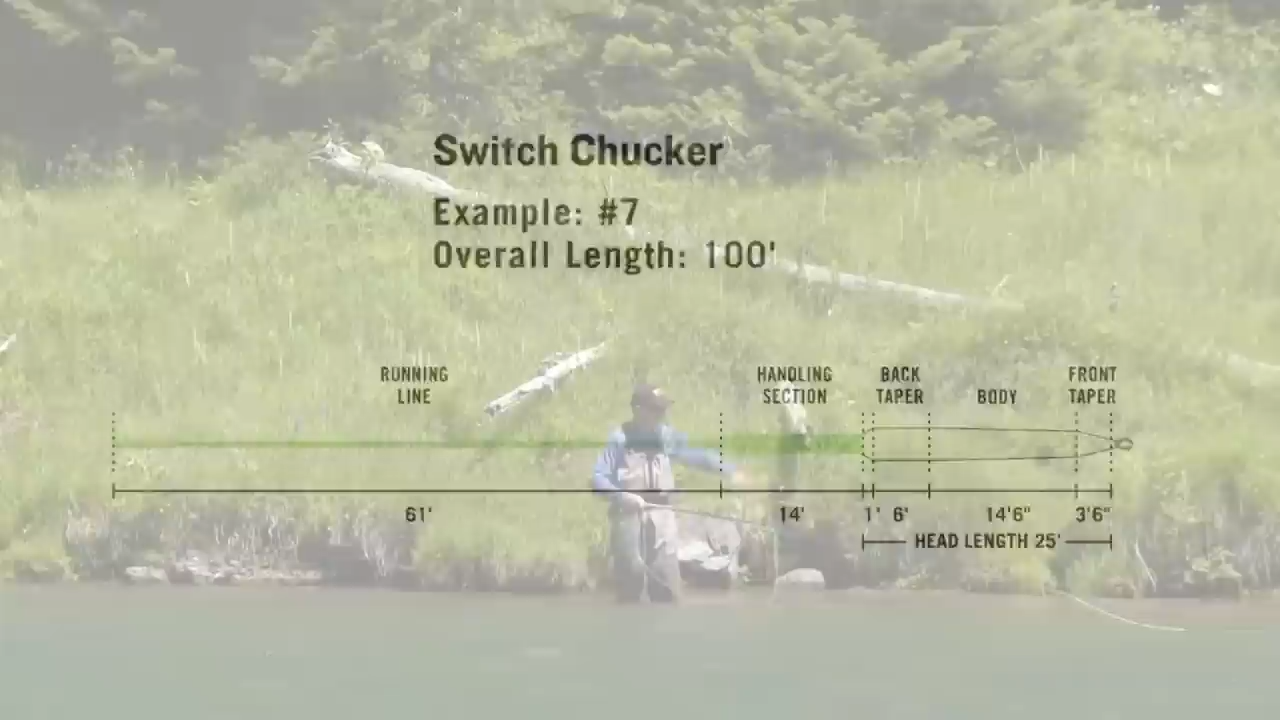 Switch Chucker
Example: #7
Overall Length: 100'
RUNNING
LINE
HANDLING
SECTION
BACK
TAPER
BODY
FRONT
TAPER
61'
14'
1'
6'
14'6"
3'6"
HEAD LENGTH 25'